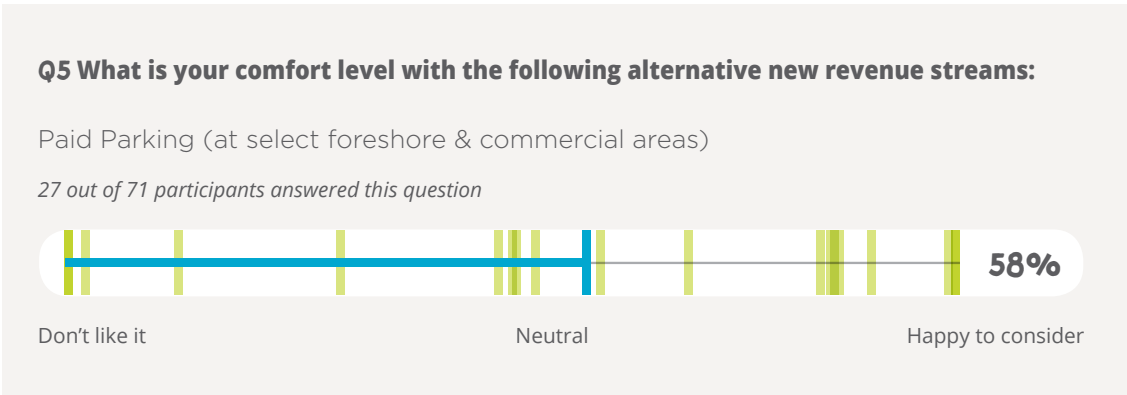 Q5 What is your comfort level with the following alternative new revenue streams:
Paid Parking (at select foreshore & commercial areas)
27 out of 71 participants answered this question
58%
Don’t like it Neutral Happy to consider